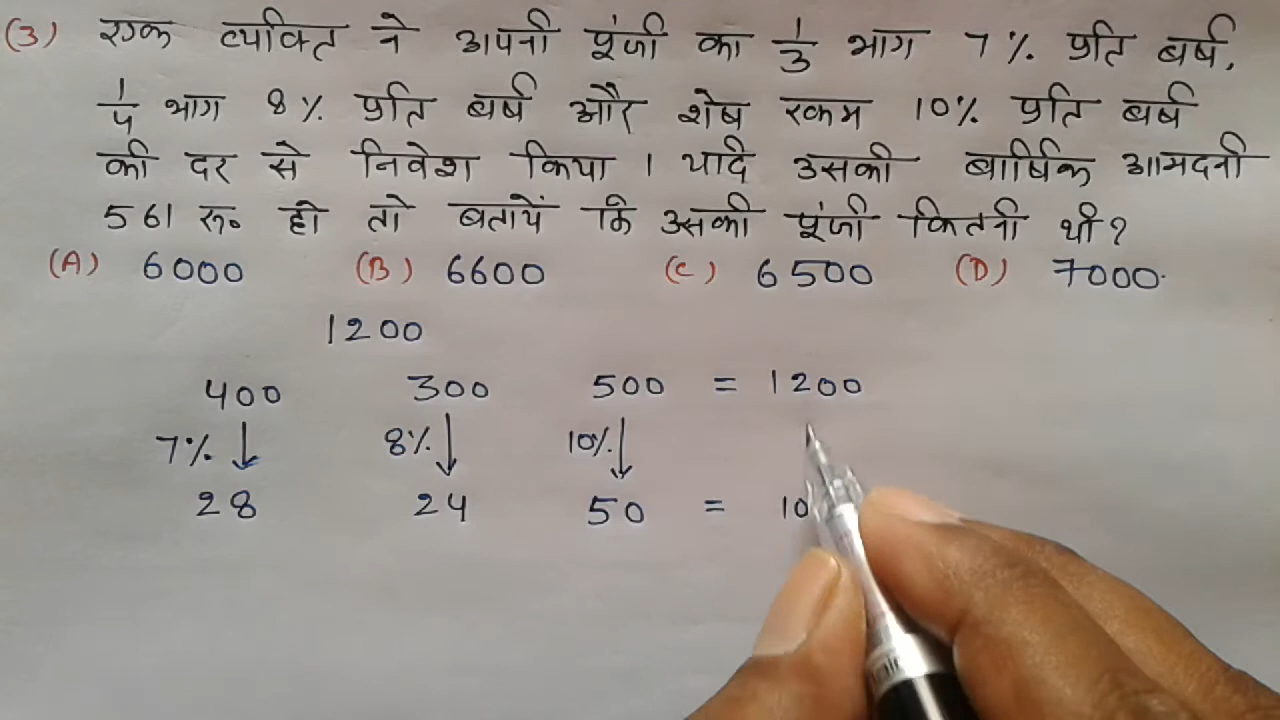 (3) एक व्यक्ति ने अपनी पूंजी का 1/3 भाग 7% प्रति बर्ष,
1/4 भाग 8% प्रति बर्ष और शेष रकम 10% प्रति बर्ष
की दर से निवेश किया। यदि उसकी बार्षिक आमदनी
561 रू० हो तो बतायें कि उसकी पूंजी कितनी थी?
(A) 6000 (B) 6600 (C) 6500 (D) 7000.
1200
400 300 500 = 1200
7% ↓ 8% ↓ 10% ↓
28 24 50 = 10